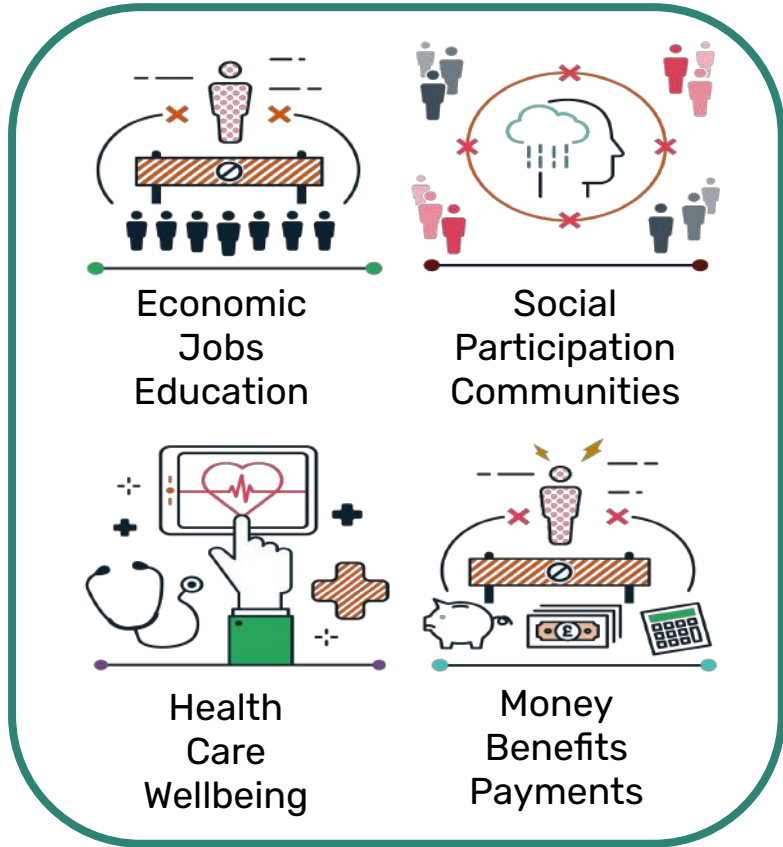 Economic
Jobs
Education
Social
Participation
Communities
£
Health
Care
Wellbeing
Money
Benefits
Payments